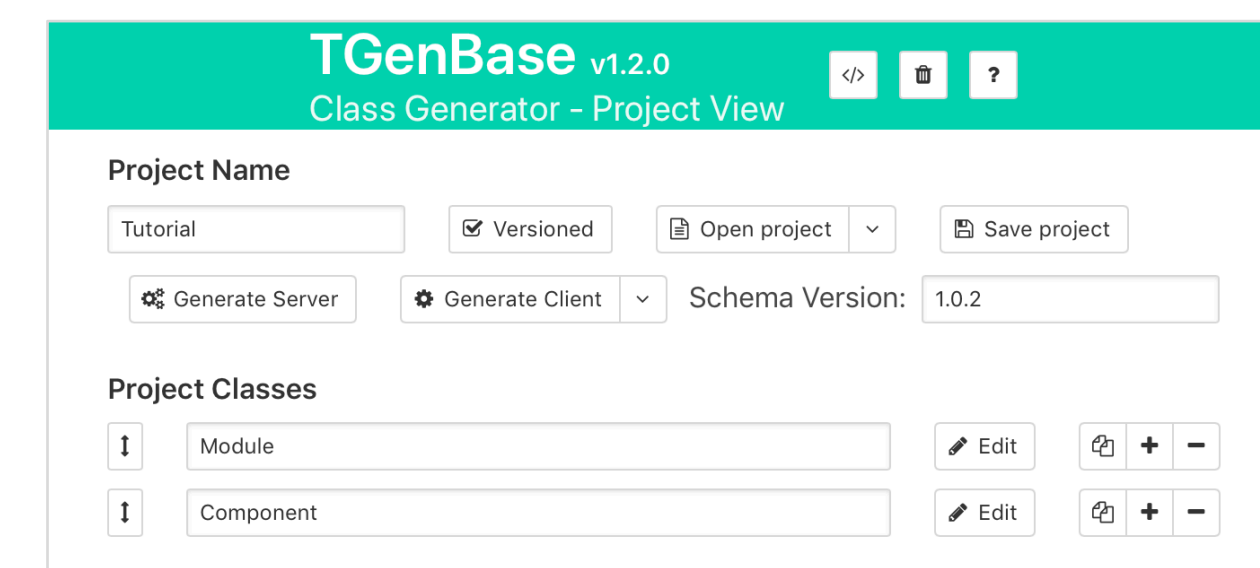 TGenBase v1.2.0
</> ?
Class Generator - Project View
Project Name
Tutorial Versioned Open project Save project
Generate Server Generate Client Schema Version: 1.0.2
Project Classes
Module Edit
Component Edit